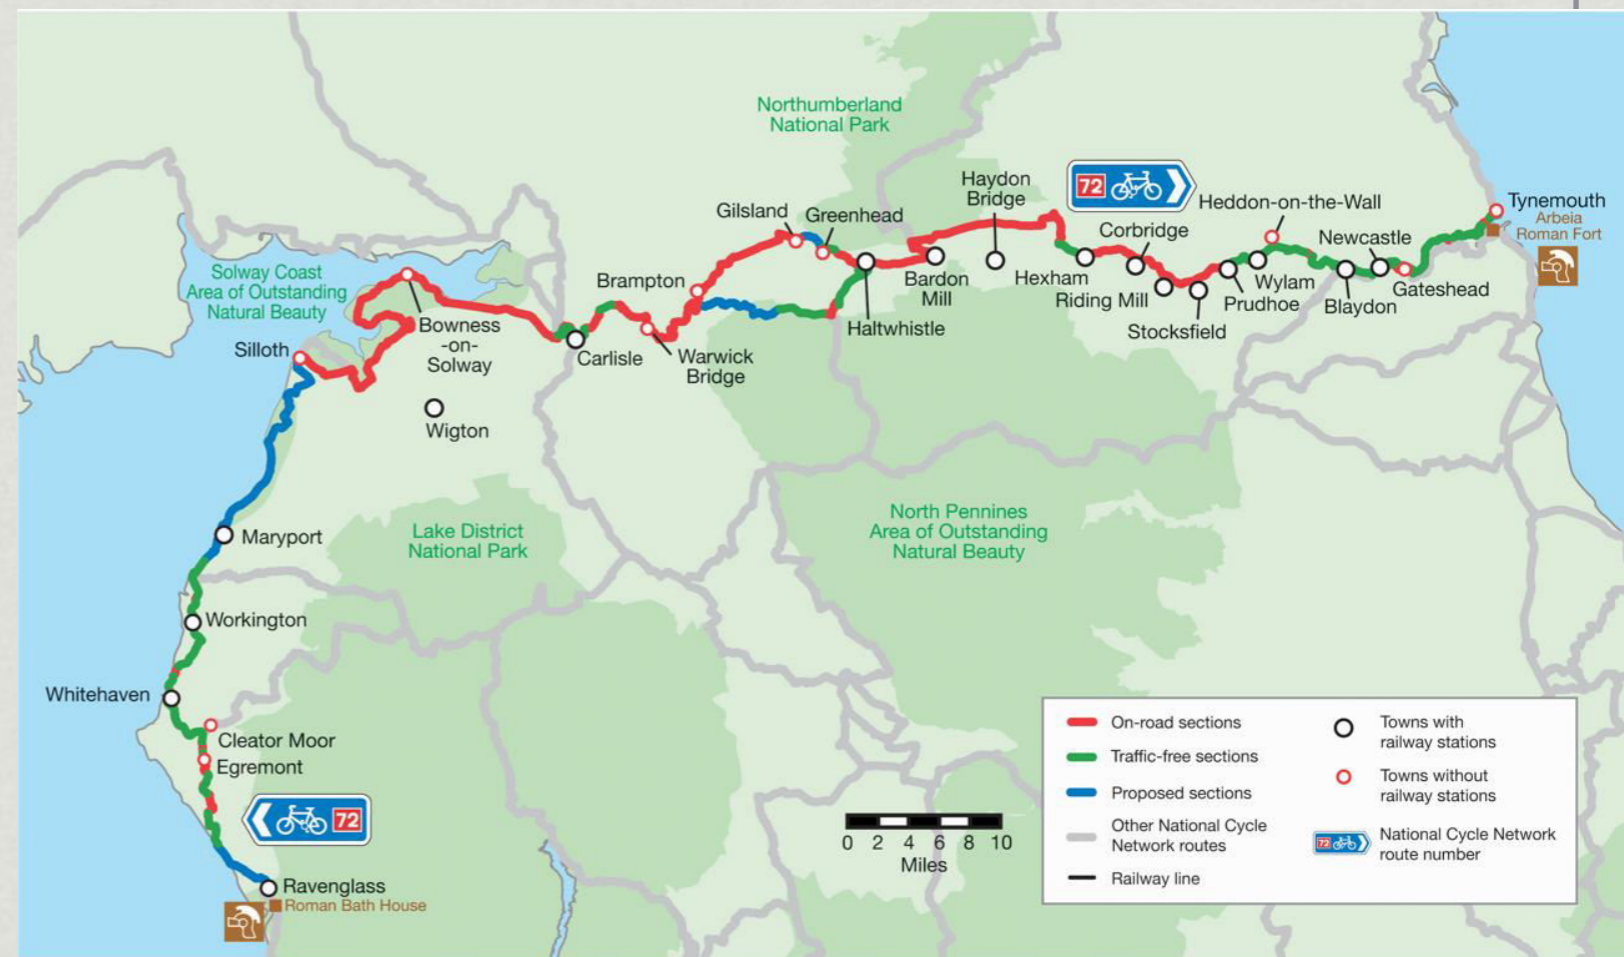 Northumberland
National Park
72
Haydon
Bridge
Heddon-on-the-Wall
Tynemouth
Arbeia
Roman Fort
Gilsland
Greenhead
Corbridge
Newcastle
Solway Coast
Area of Outstanding
Natural Beauty
Brampton
Bardon
Mill
Hexham
Riding Mill
Wylam
Prudhoe
Gateshead
Blaydon
Stocksfield
Haltwhistle
Bowness
-on-
Solway
Silloth
Carlisle
Warwick
Bridge
Wigton
Maryport
Lake District
National Park
North Pennines
Area of Outstanding
Natural Beauty
Workington
Whitehaven
Cleator Moor
Egremont
72
Ravenglass
Roman Bath House
0 2 4 6 8 10
Miles
On-road sections
Traffic-free sections
Proposed sections
Other National Cycle
Network routes
Railway line
Towns with
railway stations
Towns without
railway stations
72
National Cycle Network
route number